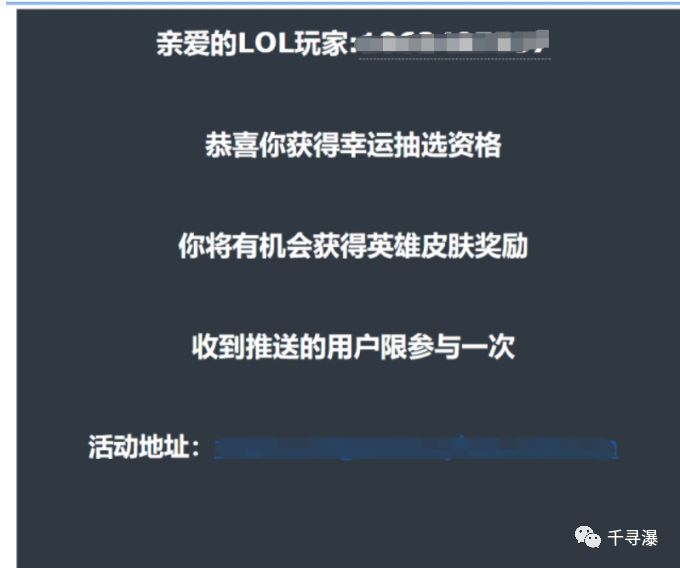 亲爱的LOL玩家:
恭喜你获得幸运抽选资格
你将有机会获得英雄皮肤奖励
收到推送的用户限参与一次
活动地址：
千寻瀑